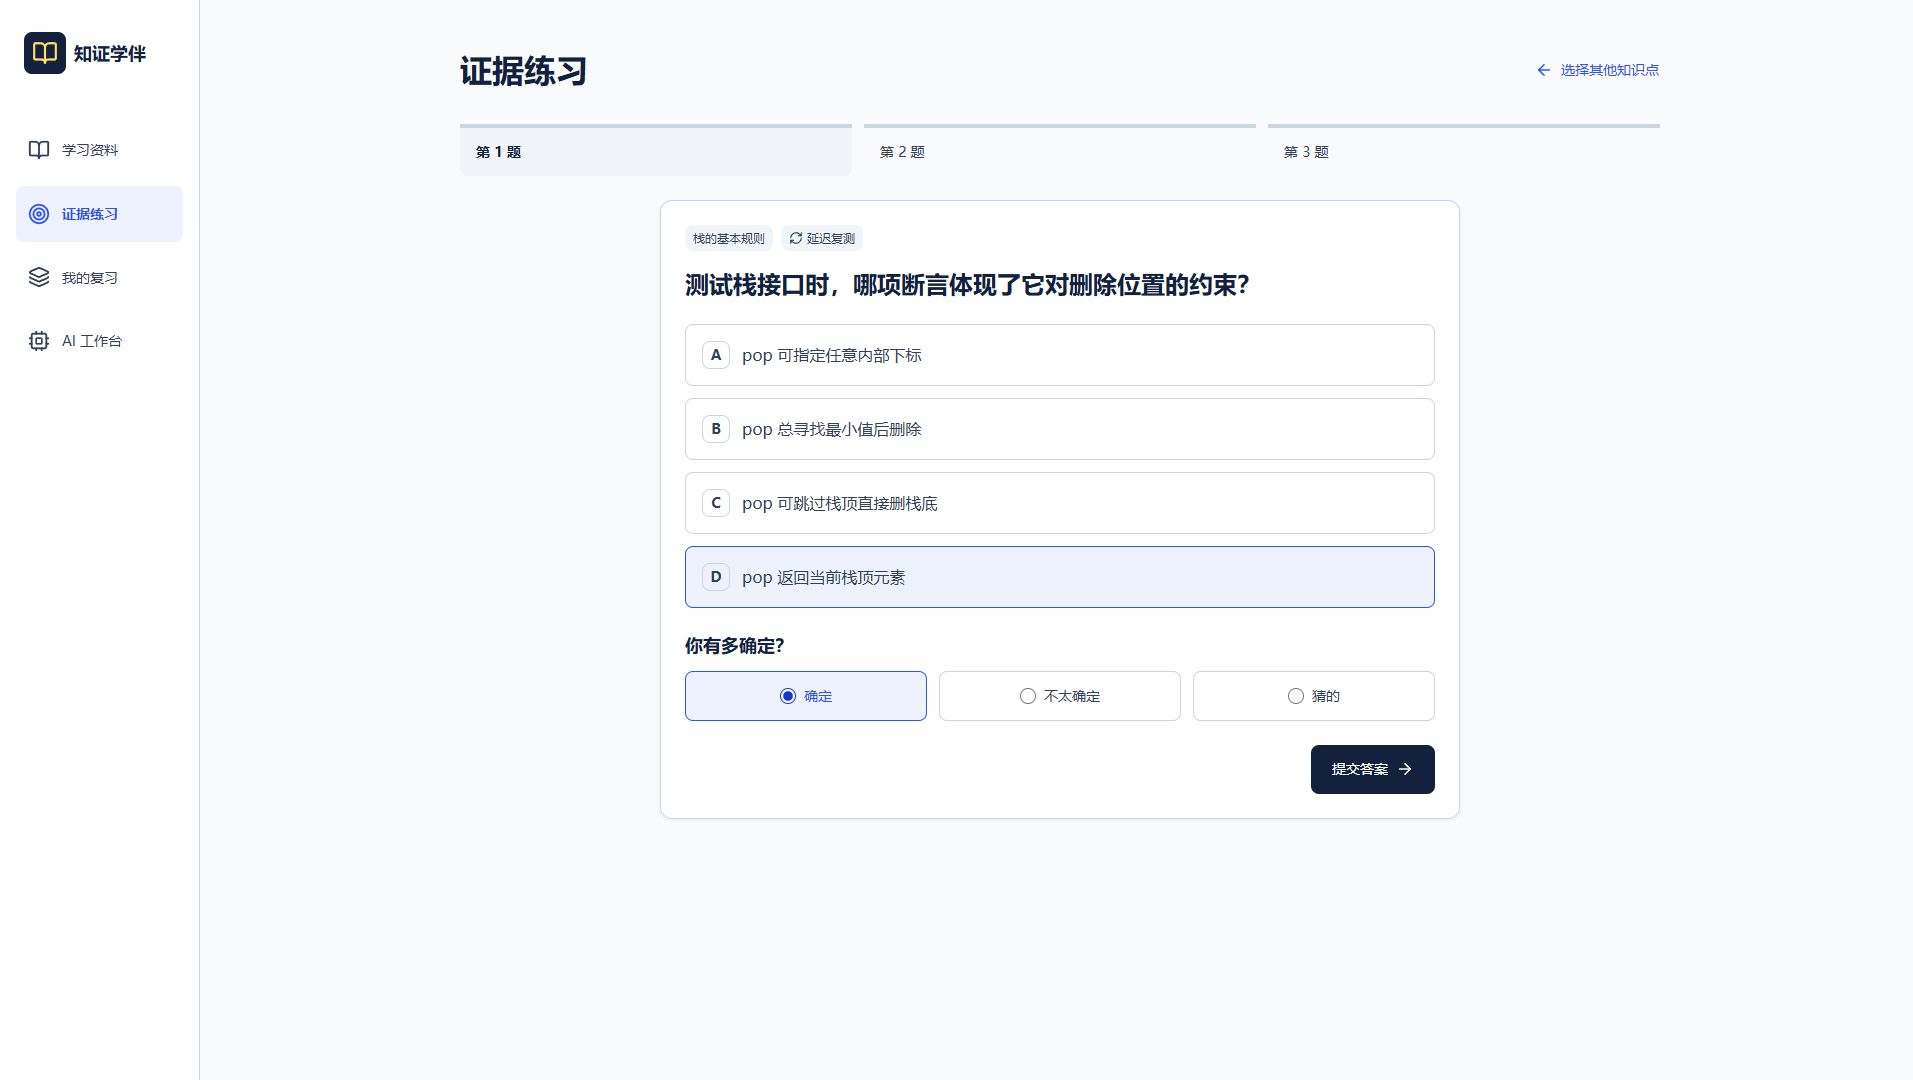 知证学伴
学习资料
证据练习
我的复习
AI 工作台
证据练习
选择其他知识点
第 1 题
第 2 题
第 3 题
栈的基本规则
延迟复测
测试栈接口时，哪项断言体现了它对删除位置的约束？
A pop 可指定任意内部下标
B pop 总寻找最小值后删除
C pop 可跳过栈顶直接删栈底
D pop 返回当前栈顶元素
你有多确定？
确定
不太确定
猜的
提交答案